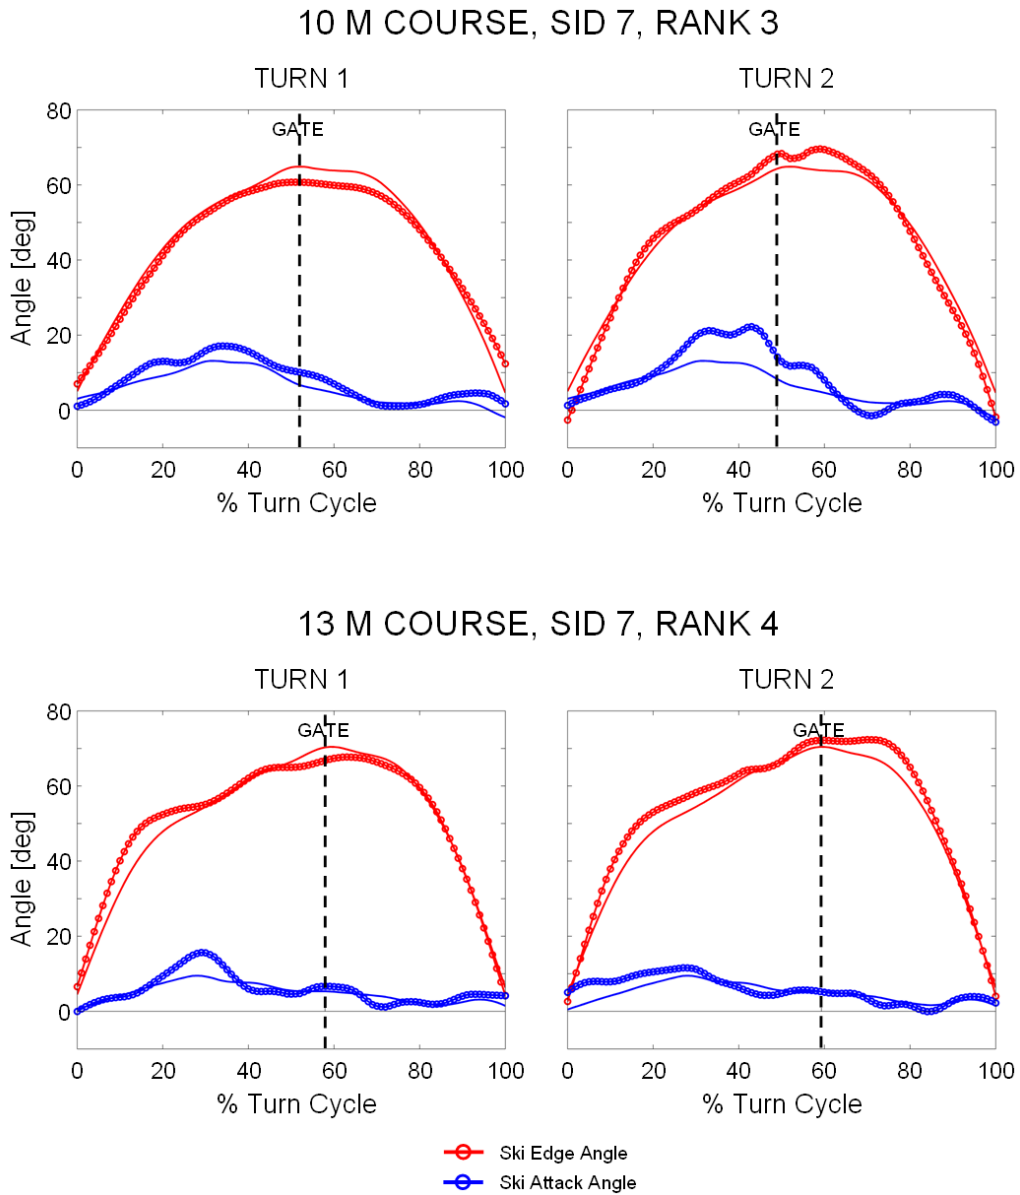 10 M COURSE, SID 7, RANK 3
TURN 1
TURN 2
80
60
40
20
0
Angle [deg]
GATE
GATE
0 20 40 60 80 100
0 20 40 60 80 100
% Turn Cycle
% Turn Cycle
13 M COURSE, SID 7, RANK 4
TURN 1
TURN 2
80
60
40
20
0
Angle [deg]
GATE
GATE
0 20 40 60 80 100
0 20 40 60 80 100
% Turn Cycle
% Turn Cycle
Ski Edge Angle
Ski Attack Angle